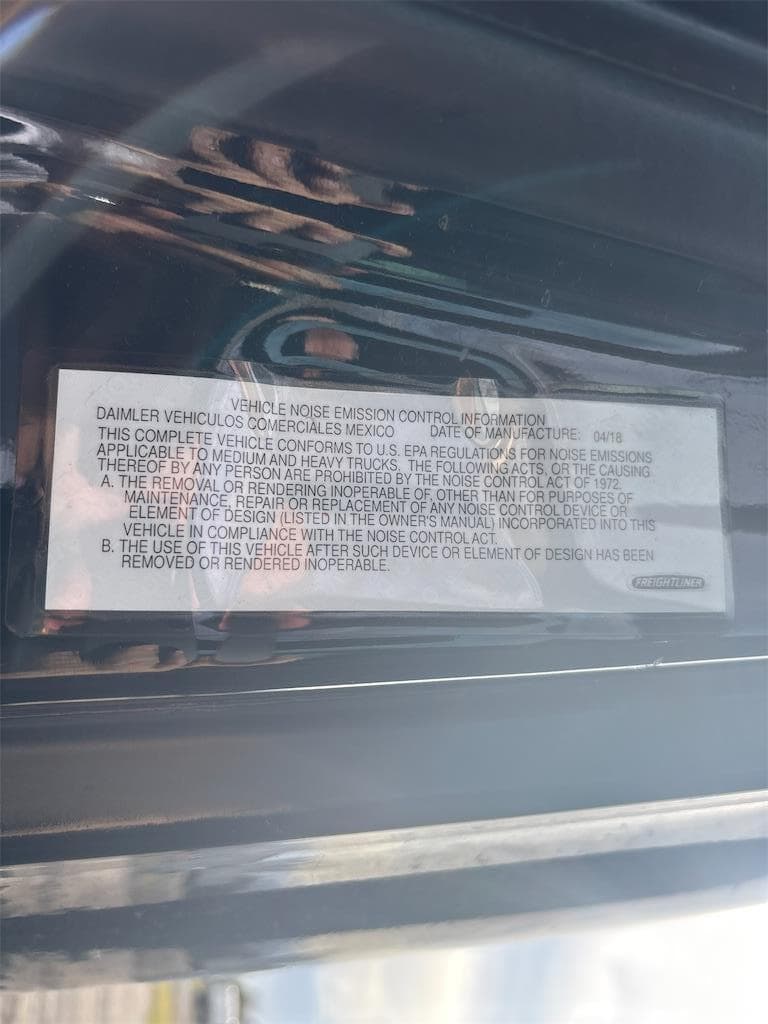 VEHICLE NOISE EMISSION CONTROL INFORMATION
DAIMLER VEHICULOS COMERCIALES MEXICO DATE OF MANUFACTURE: 04/18
THIS COMPLETE VEHICLE CONFORMS TO U.S. EPA REGULATIONS FOR NOISE EMISSIONS
APPLICABLE TO MEDIUM AND HEAVY TRUCKS. THE FOLLOWING ACTS, OR THE CAUSING
THEREOF BY ANY PERSON ARE PROHIBITED BY THE NOISE CONTROL ACT OF 1972.
A. THE REMOVAL OR RENDERING INOPERABLE OF, OTHER THAN FOR PURPOSES OF
MAINTENANCE, REPAIR OR REPLACEMENT OF ANY NOISE CONTROL DEVICE OR
ELEMENT OF DESIGN (LISTED IN THE OWNER'S MANUAL) INCORPORATED INTO THIS
VEHICLE IN COMPLIANCE WITH THE NOISE CONTROL ACT.
B. THE USE OF THIS VEHICLE AFTER SUCH DEVICE OR ELEMENT OF DESIGN HAS BEEN
REMOVED OR RENDERED INOPERABLE.
FREIGHTLINER